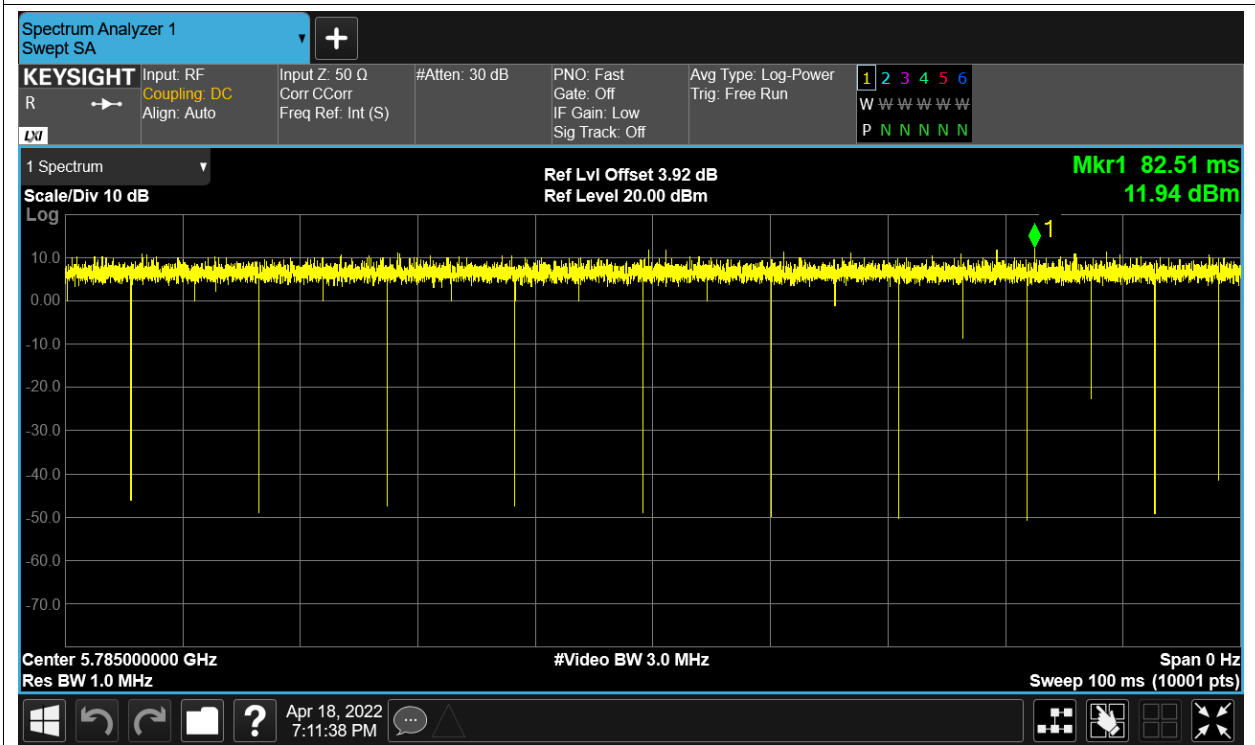 Spectrum Analyzer 1
Swept SA
+
KEYSIGHT
R
LXI
Input: RF
Coupling: DC
Align: Auto
Input Z: 50 Ω
Corr CCorr
Freq Ref: Int (S)
#Atten: 30 dB
PNO: Fast
Gate: Off
IF Gain: Low
Sig Track: Off
Avg Type: Log-Power
Trig: Free Run
1 2 3 4 5 6
W W W W W W
P N N N N N
1 Spectrum
Scale/Div 10 dB
Log
Ref Lvl Offset 3.92 dB
Ref Level 20.00 dBm
Mkr1 82.51 ms
11.94 dBm
1
10.0
0.00
-10.0
-20.0
-30.0
-40.0
-50.0
-60.0
-70.0
Center 5.785000000 GHz
Res BW 1.0 MHz
#Video BW 3.0 MHz
Span 0 Hz
Sweep 100 ms (10001 pts)
?
Apr 18, 2022
7:11:38 PM